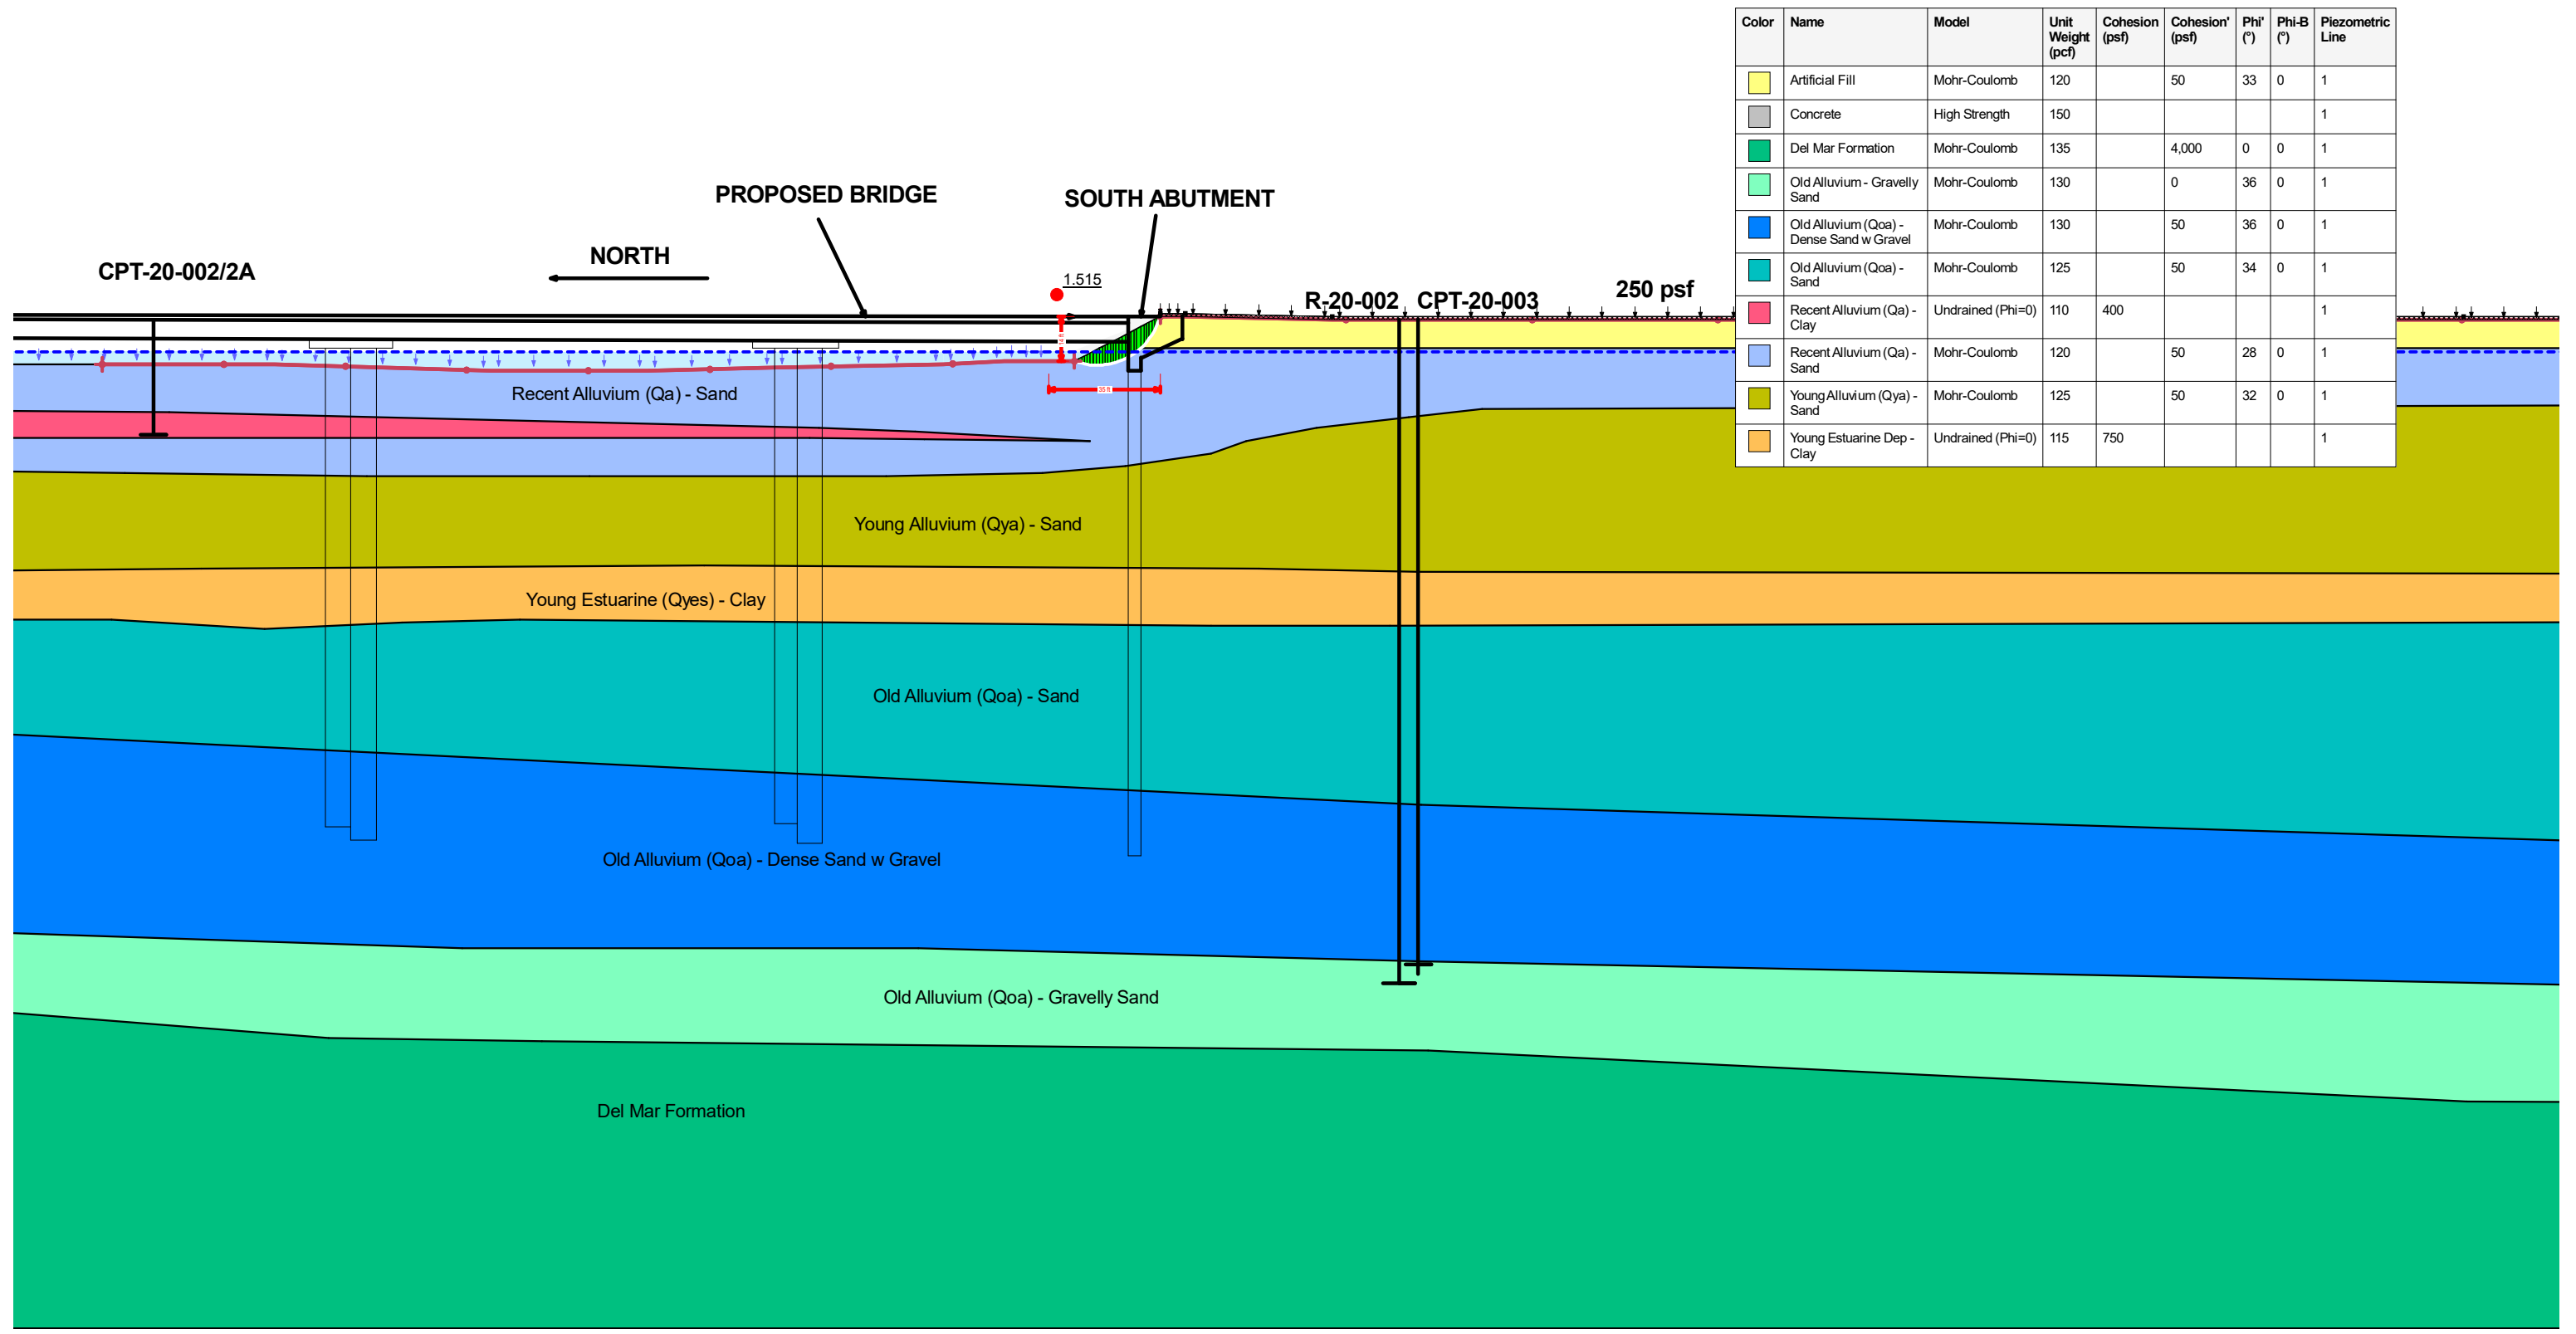 Color Name Model Unit Weight (pcf) Cohesion (psf) Cohesion' (psf) Phi' (°) Phi-B (°) Piezometric Line
Artificial Fill Mohr-Coulomb 120 50 33 0 1
Concrete High Strength 150 1
Del Mar Formation Mohr-Coulomb 135 4,000 0 0 1
Old Alluvium - Gravelly Sand Mohr-Coulomb 130 0 36 0 1
Old Alluvium (Qoa) - Dense Sand w Gravel Mohr-Coulomb 130 50 36 0 1
Old Alluvium (Qoa) - Sand Mohr-Coulomb 125 50 34 0 1
Recent Alluvium (Qa) - Clay Undrained (Phi=0) 110 400 1
Recent Alluvium (Qa) - Sand Mohr-Coulomb 120 50 28 0 1
Young Alluvium (Qya) - Sand Mohr-Coulomb 125 50 32 0 1
Young Estuarine Dep - Clay Undrained (Phi=0) 115 750 1
PROPOSED BRIDGE
SOUTH ABUTMENT
NORTH
CPT-20-002/2A
1.515
R-20-002 CPT-20-003
250 psf
35 ft
Recent Alluvium (Qa) - Sand
Young Alluvium (Qya) - Sand
Young Estuarine (Qyes) - Clay
Old Alluvium (Qoa) - Sand
Old Alluvium (Qoa) - Dense Sand w Gravel
Old Alluvium (Qoa) - Gravelly Sand
Del Mar Formation